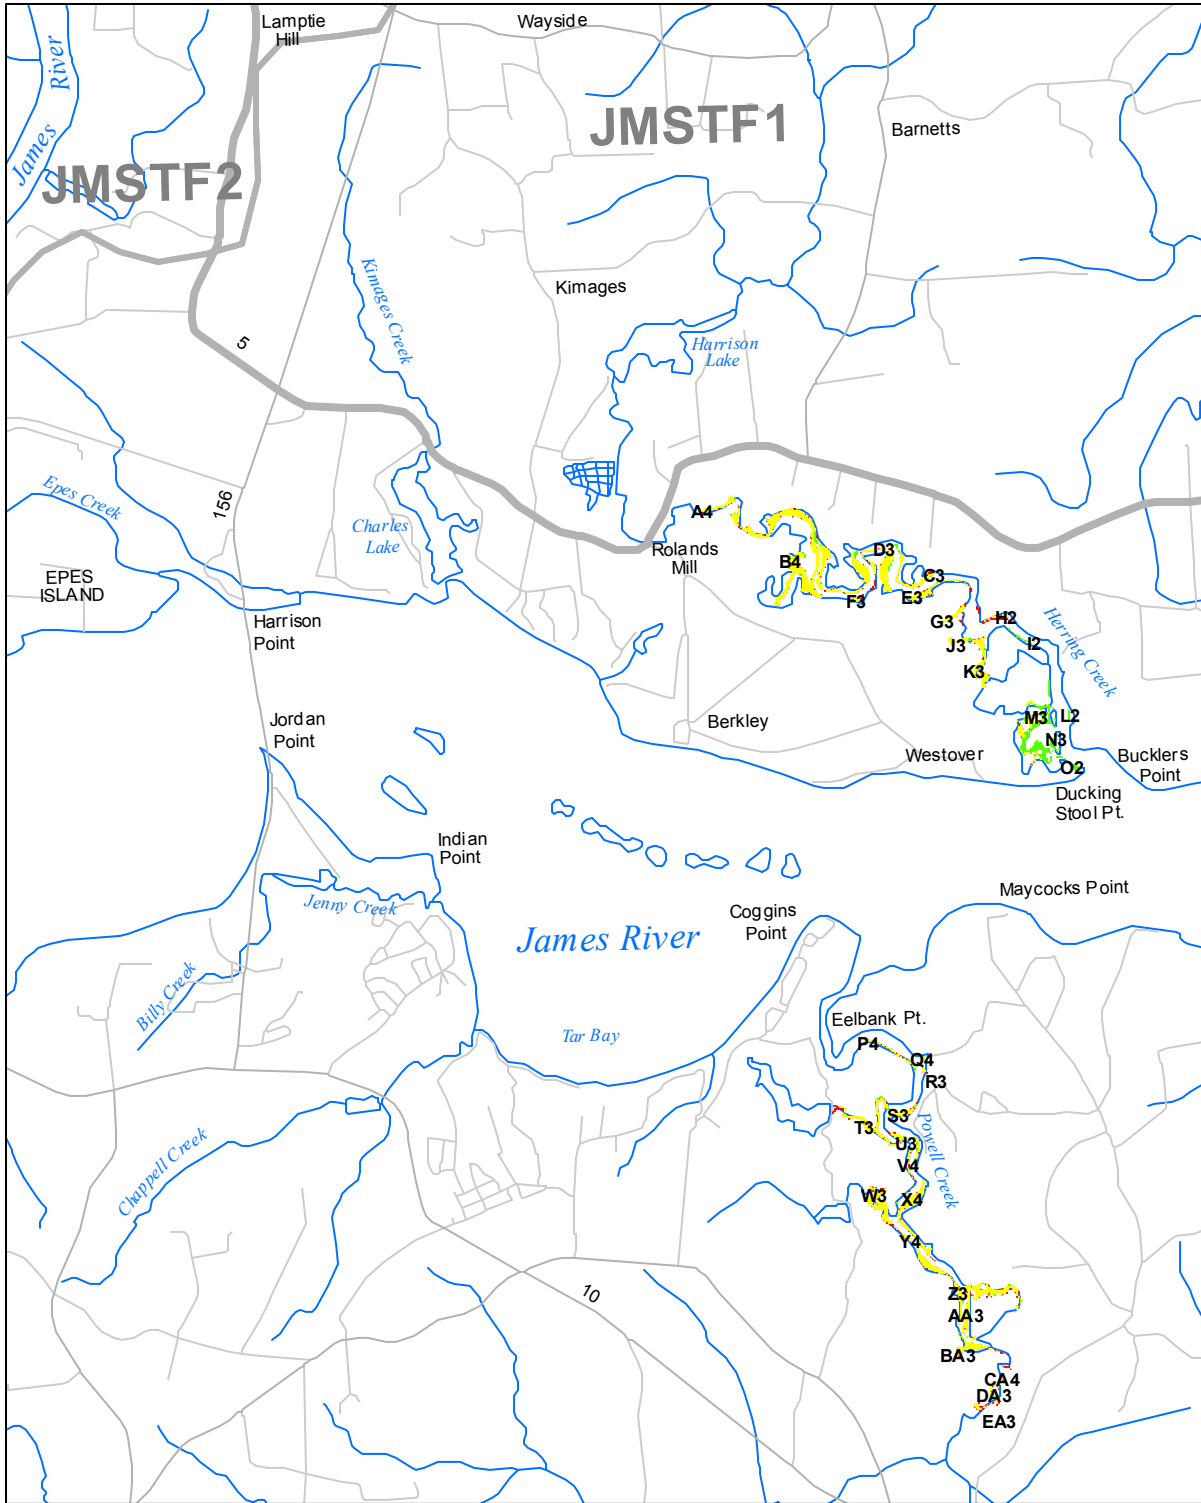 Lamptie
Hill
Wayside
James River
JMSTF1
Barnetts
JMSTF2
Kimages Creek
Kimages
Harrison
Lake
5
Epes Creek
156
Charles
Lake
A4
Rolands
Mill
B4
D3
C3
E3
F3
EPES
ISLAND
Harrison
Point
G3
H2
J3
I2
Herring Creek
K3
Jordan
Point
Berkley
M3
L2
N3
Westover
O2
Bucklers
Point
Ducking
Stool Pt.
Indian
Point
Jenny Creek
Maycocks Point
Coggins
Point
James River
Billy Creek
Tar Bay
Eelbank Pt.
P4
Q4
R3
S3
T3
Powell Creek
U3
V4
Chappell Creek
W3
X4
Y4
10
Z3
AA3
BA3
CA4
DA3
EA3